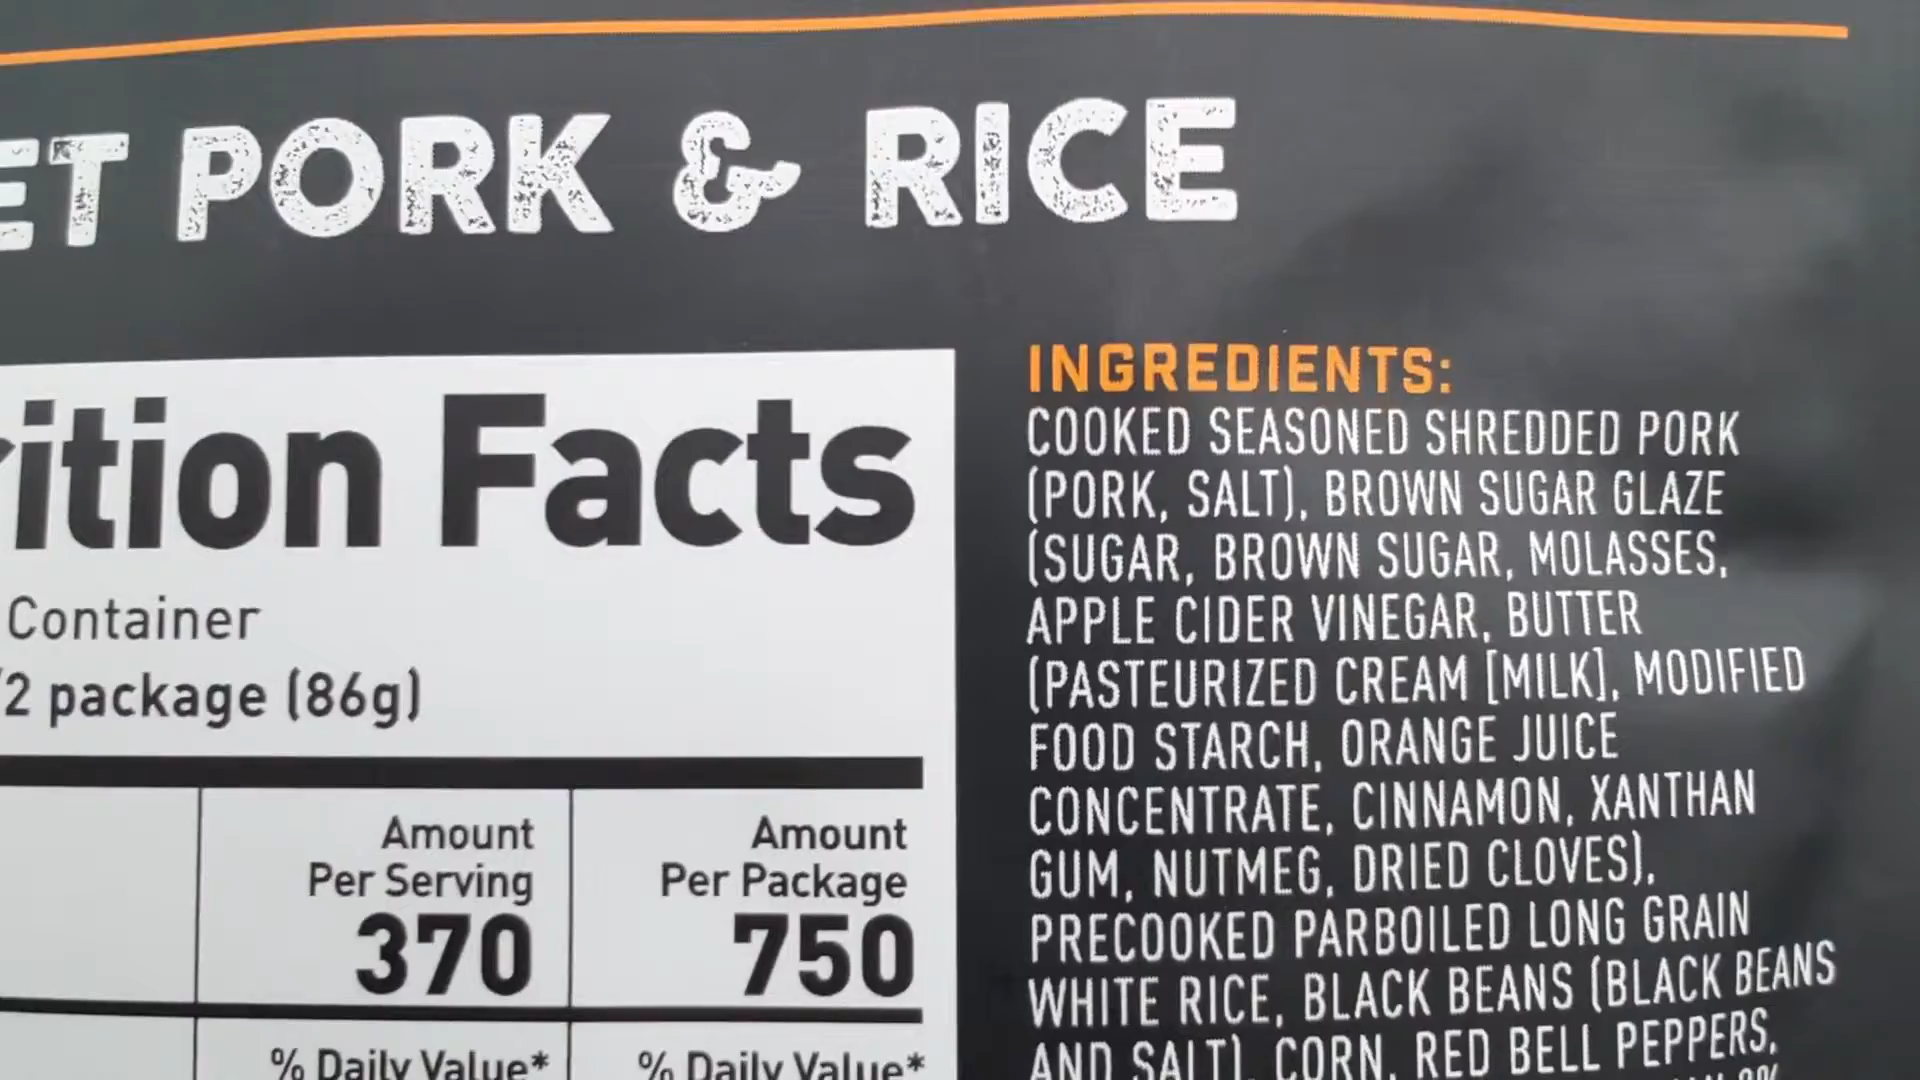 ET PORK & RICE
ition Facts
Container
/2 package (86g)
Amount
Per Serving
370
Amount
Per Package
750
% Daily Value*
% Daily Value*
INGREDIENTS:
COOKED SEASONED SHREDDED PORK
(PORK, SALT), BROWN SUGAR GLAZE
(SUGAR, BROWN SUGAR, MOLASSES,
APPLE CIDER VINEGAR, BUTTER
(PASTEURIZED CREAM [MILK], MODIFIED
FOOD STARCH, ORANGE JUICE
CONCENTRATE, CINNAMON, XANTHAN
GUM, NUTMEG, DRIED CLOVES),
PRECOOKED PARBOILED LONG GRAIN
WHITE RICE, BLACK BEANS (BLACK BEANS
AND SALT), CORN, RED BELL PEPPERS,